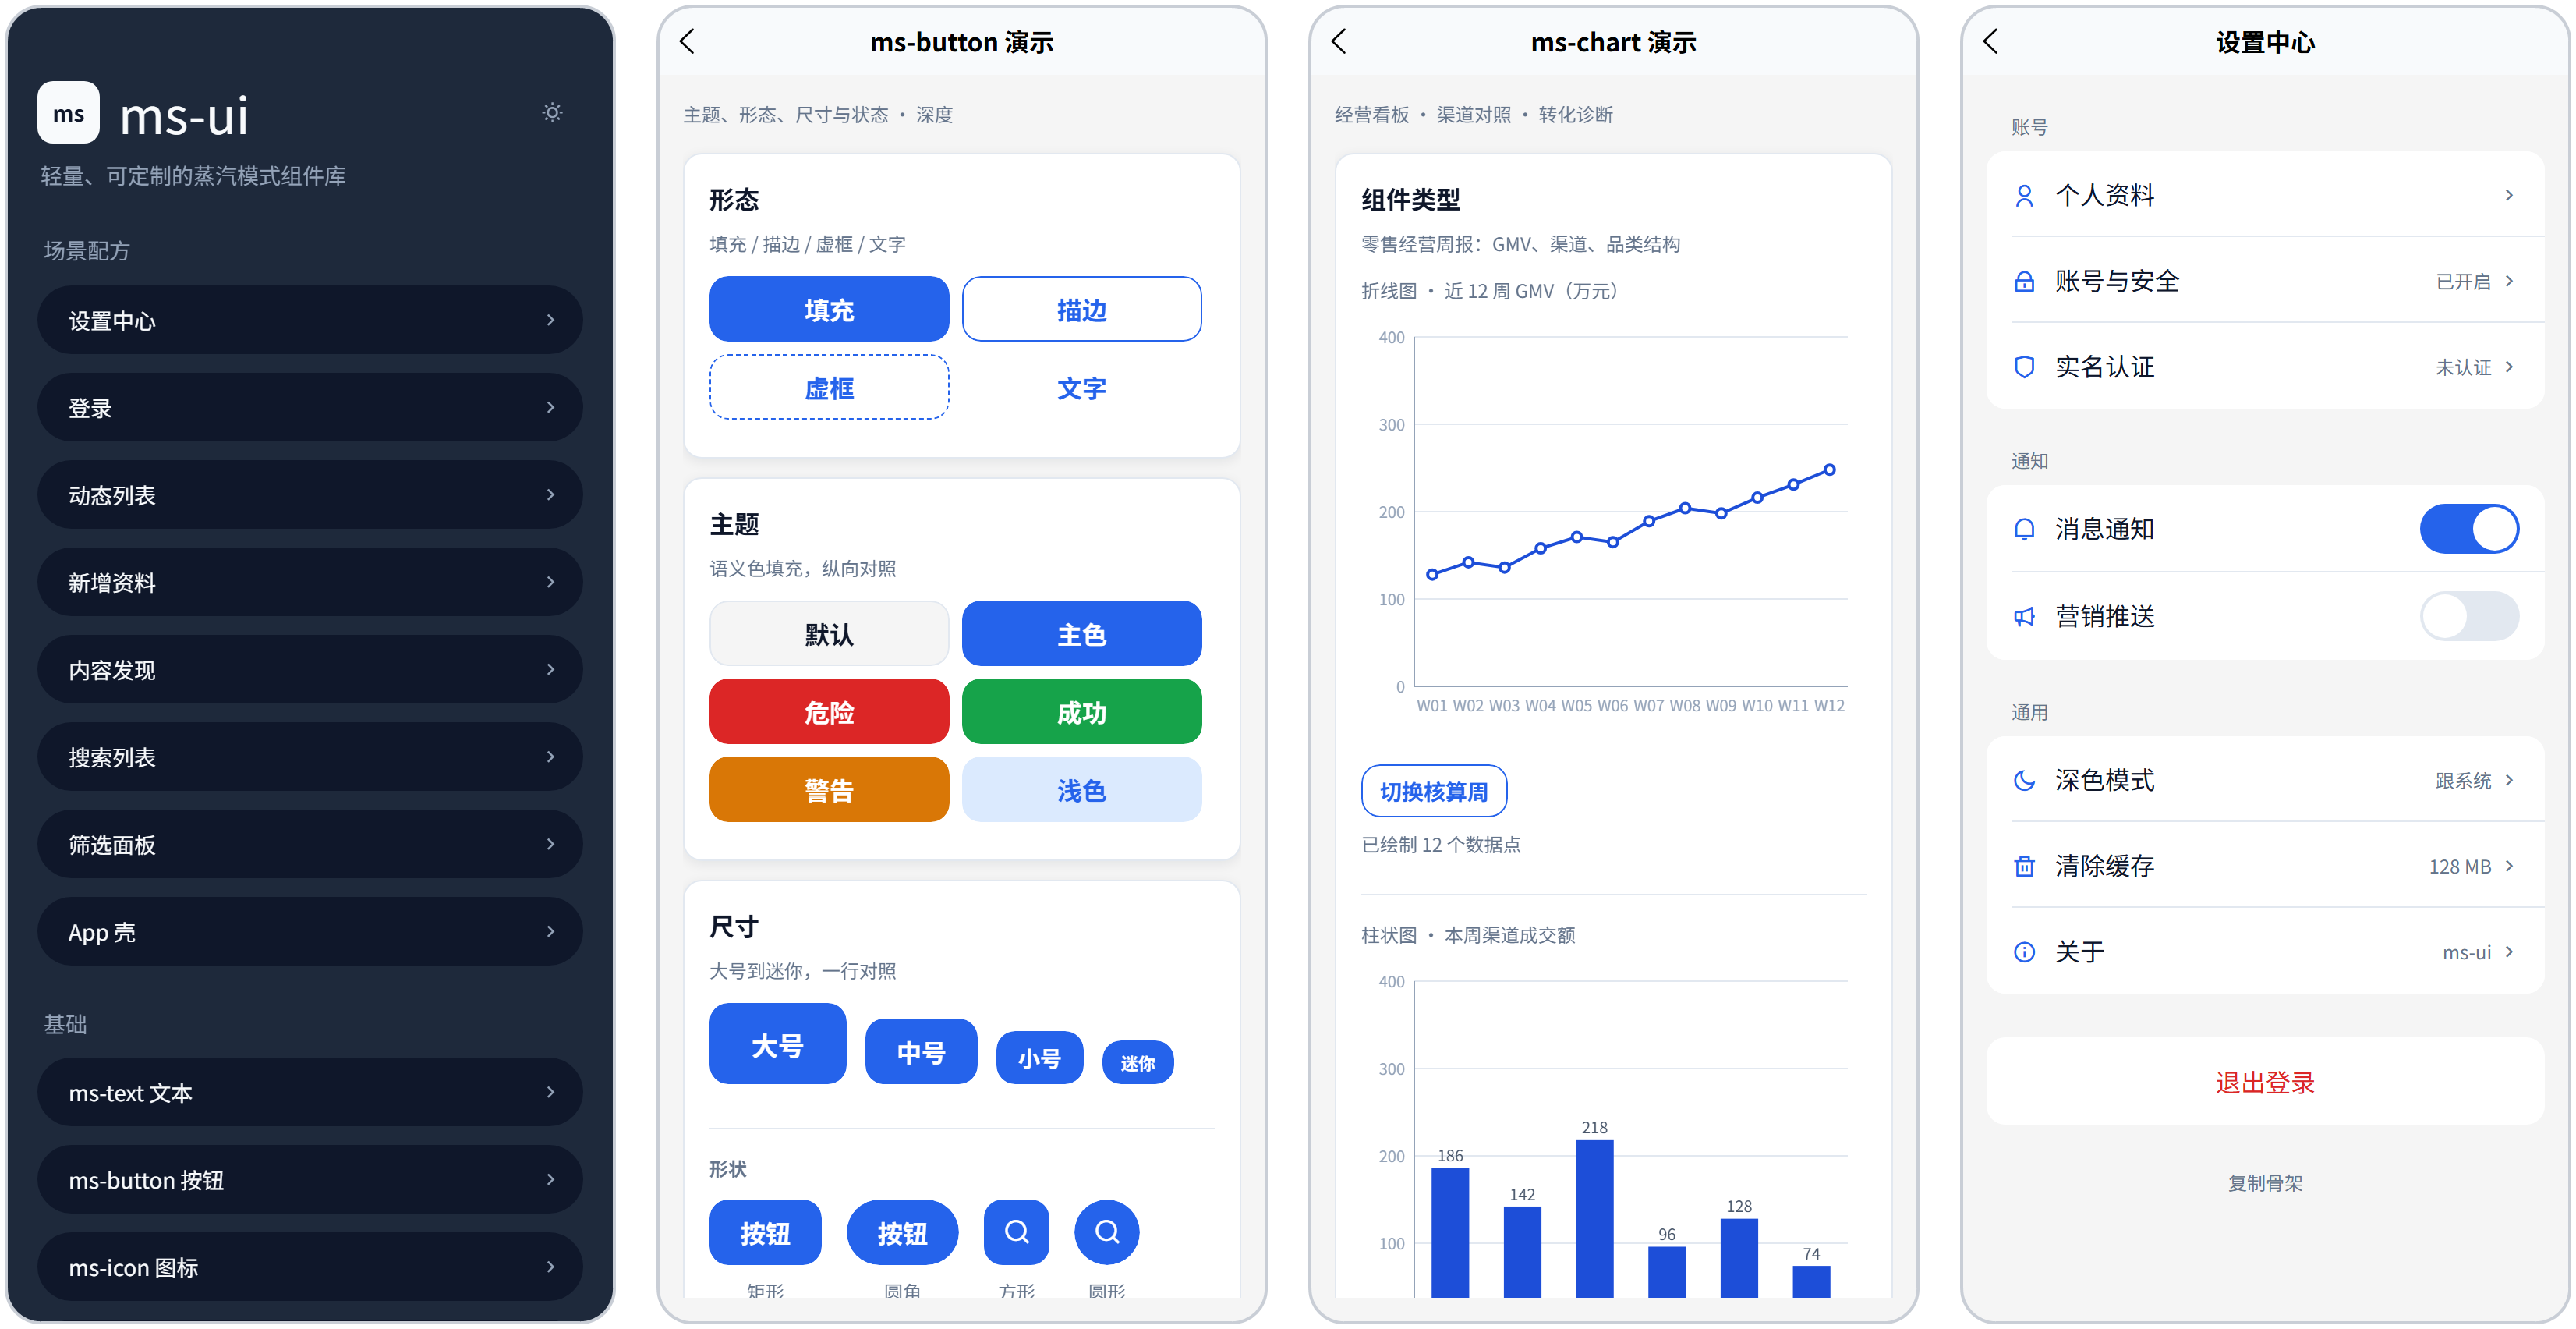 ms
ms-ui
轻量、可定制的蒸汽模式组件库
场景配方
设置中心
登录
动态列表
新增资料
内容发现
搜索列表
筛选面板
App 壳
基础
ms-text 文本
ms-button 按钮
ms-icon 图标
ms-button 演示
主题、形态、尺寸与状态 · 深度
形态
填充 / 描边 / 虚框 / 文字
填充
描边
虚框
文字
主题
语义色填充，纵向对照
默认
主色
危险
成功
警告
浅色
尺寸
大号到迷你，一行对照
大号
中号
小号
迷你
形状
按钮
按钮
矩形
圆角
方形
圆形
ms-chart 演示
经营看板 · 渠道对照 · 转化诊断
组件类型
零售经营周报：GMV、渠道、品类结构
折线图 · 近 12 周 GMV（万元）
400
300
200
100
0
W01 W02 W03 W04 W05 W06 W07 W08 W09 W10 W11 W12
切换核算周
已绘制 12 个数据点
柱状图 · 本周渠道成交额
400
300
200
100
186
142
218
96
128
74
设置中心
账号
个人资料
账号与安全 已开启
实名认证 未认证
通知
消息通知
营销推送
通用
深色模式 跟系统
清除缓存 128 MB
关于 ms-ui
退出登录
复制骨架